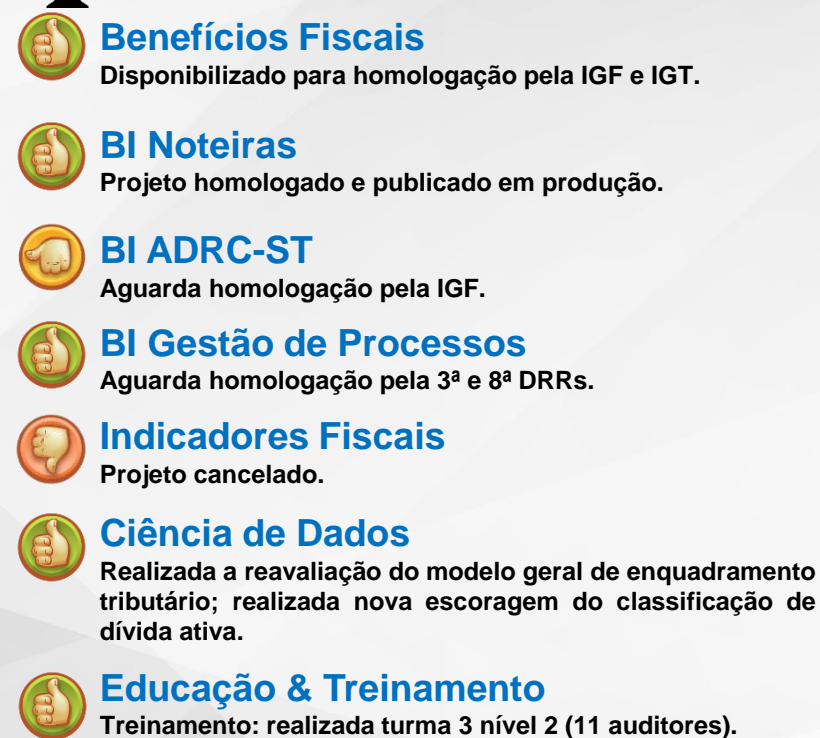 Benefícios Fiscais
Disponibilizado para homologação pela IGF e IGT.
BI Noteiras
Projeto homologado e publicado em produção.
BI ADRC-ST
Aguarda homologação pela IGF.
BI Gestão de Processos
Aguarda homologação pela 3ª e 8ª DRRs.
Indicadores Fiscais
Projeto cancelado.
Ciência de Dados
Realizada a reavaliação do modelo geral de enquadramento
tributário; realizada nova escoragem do classificação de
dívida ativa.
Educação & Treinamento
Treinamento: realizada turma 3 nível 2 (11 auditores).